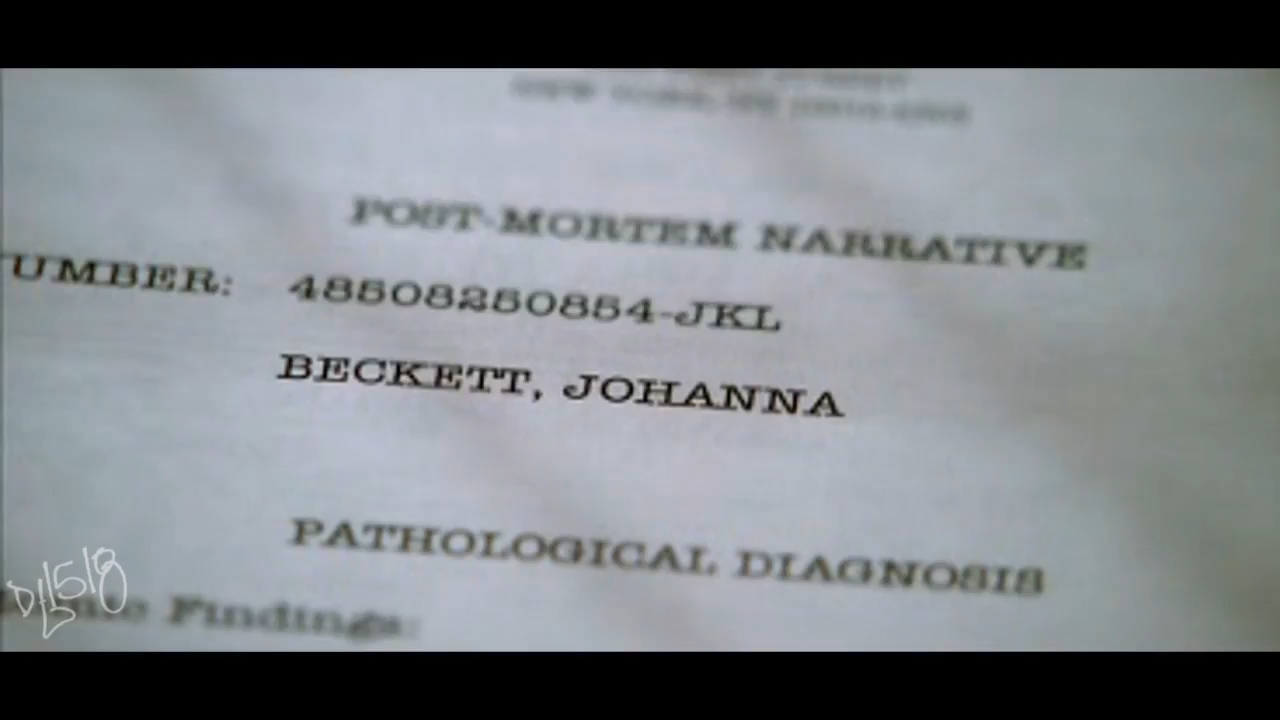 POST-MORTEM NARRATIVE
UMBER: 48508250854-JKL
BECKETT, JOHANNA
PATHOLOGICAL DIAGNOSIS
Findings: